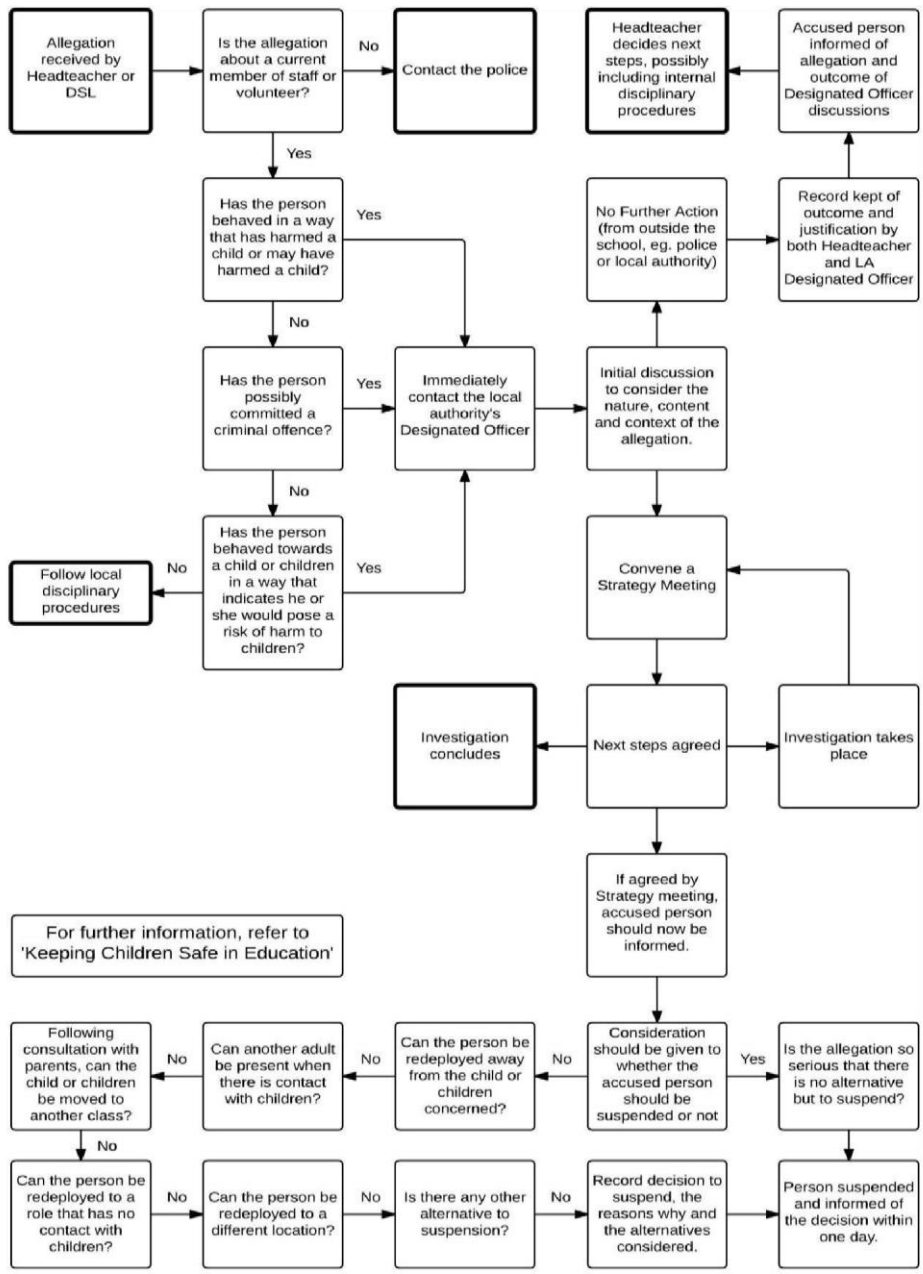 Allegation
received by
Headteacher or
DSL
Is the allegation
about a current
member of staff or
volunteer?
No
Contact the police
Headteacher
decides next
steps, possibly
including internal
disciplinary
procedures
Accused person
informed of
allegation and
outcome of
Designated Officer
discussions
Yes
Has the person
behaved in a way
that has harmed a
child or may have
harmed a child?
Yes
No Further Action
(from outside the
school, eg. police
or local authority)
Record kept of
outcome and
justification by
both Headteacher
and LA
Designated Officer
No
Has the person
possibly
committed a
criminal offence?
Yes
Immediately
contact the local
authority's
Designated Officer
Initial discussion
to consider the
nature, content
and context of the
allegation.
No
Follow local
disciplinary
procedures
No
Has the person
behaved towards
a child or children
in a way that
indicates he or
she would pose a
risk of harm to
children?
Yes
Convene a
Strategy Meeting
Investigation
concludes
Next steps agreed
Investigation takes
place
If agreed by
Strategy meeting,
accused person
should now be
informed.
For further information, refer to
'Keeping Children Safe in Education'
Following
consultation with
parents, can the
child or children
be moved to
another class?
No
Can another adult
be present when
there is contact
with children?
No
Can the person be
redeployed away
from the child or
children
concerned?
No
Consideration
should be given to
whether the
accused person
should be
suspended or not
Yes
Is the allegation so
serious that there
is no alternative
but to suspend?
No
Can the person be
redeployed to a
role that has no
contact with
children?
No
Can the person be
redeployed to a
different location?
No
Is there any other
alternative to
suspension?
No
Record decision to
suspend, the
reasons why and
the alternatives
considered.
Person suspended
and informed of
the decision within
one day.